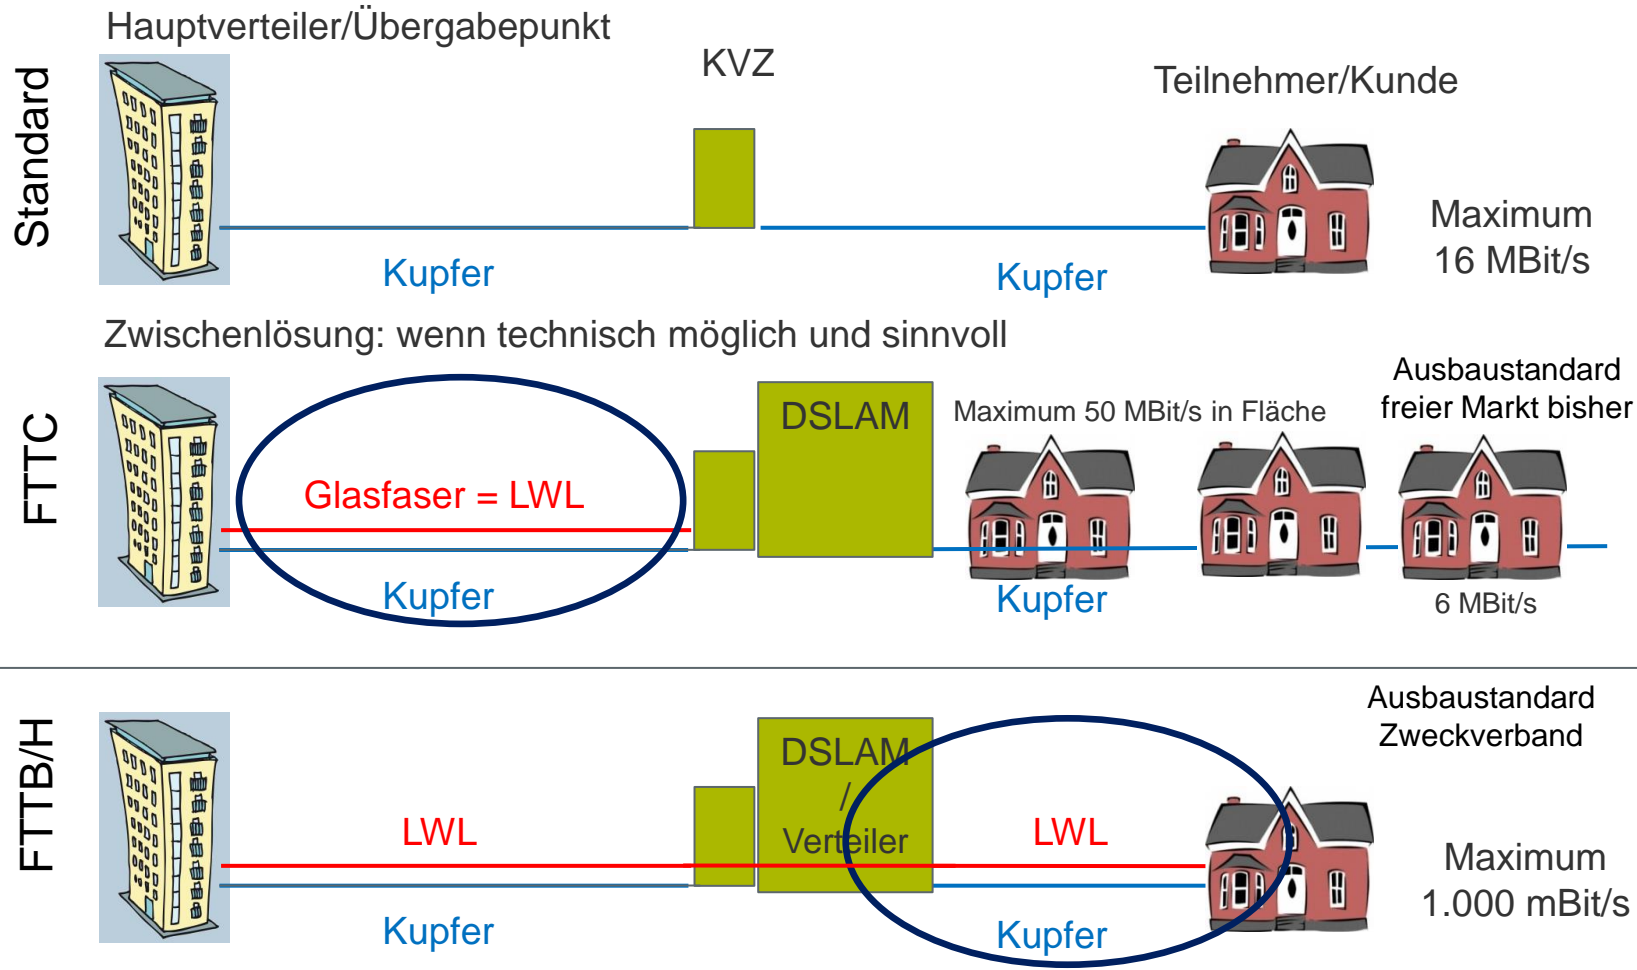 Hauptverteiler/Übergabepunkt
KVZ
Teilnehmer/Kunde
Standard
Kupfer
Kupfer
Maximum
16 MBit/s
Zwischenlösung: wenn technisch möglich und sinnvoll
FTTC
Glasfaser = LWL
Kupfer
DSLAM
Maximum 50 MBit/s in Fläche
Kupfer
Ausbaustandard
freier Markt bisher
6 MBit/s
FTTB/H
LWL
Kupfer
DSLAM
/
Verteiler
LWL
Kupfer
Ausbaustandard
Zweckverband
Maximum
1.000 mBit/s